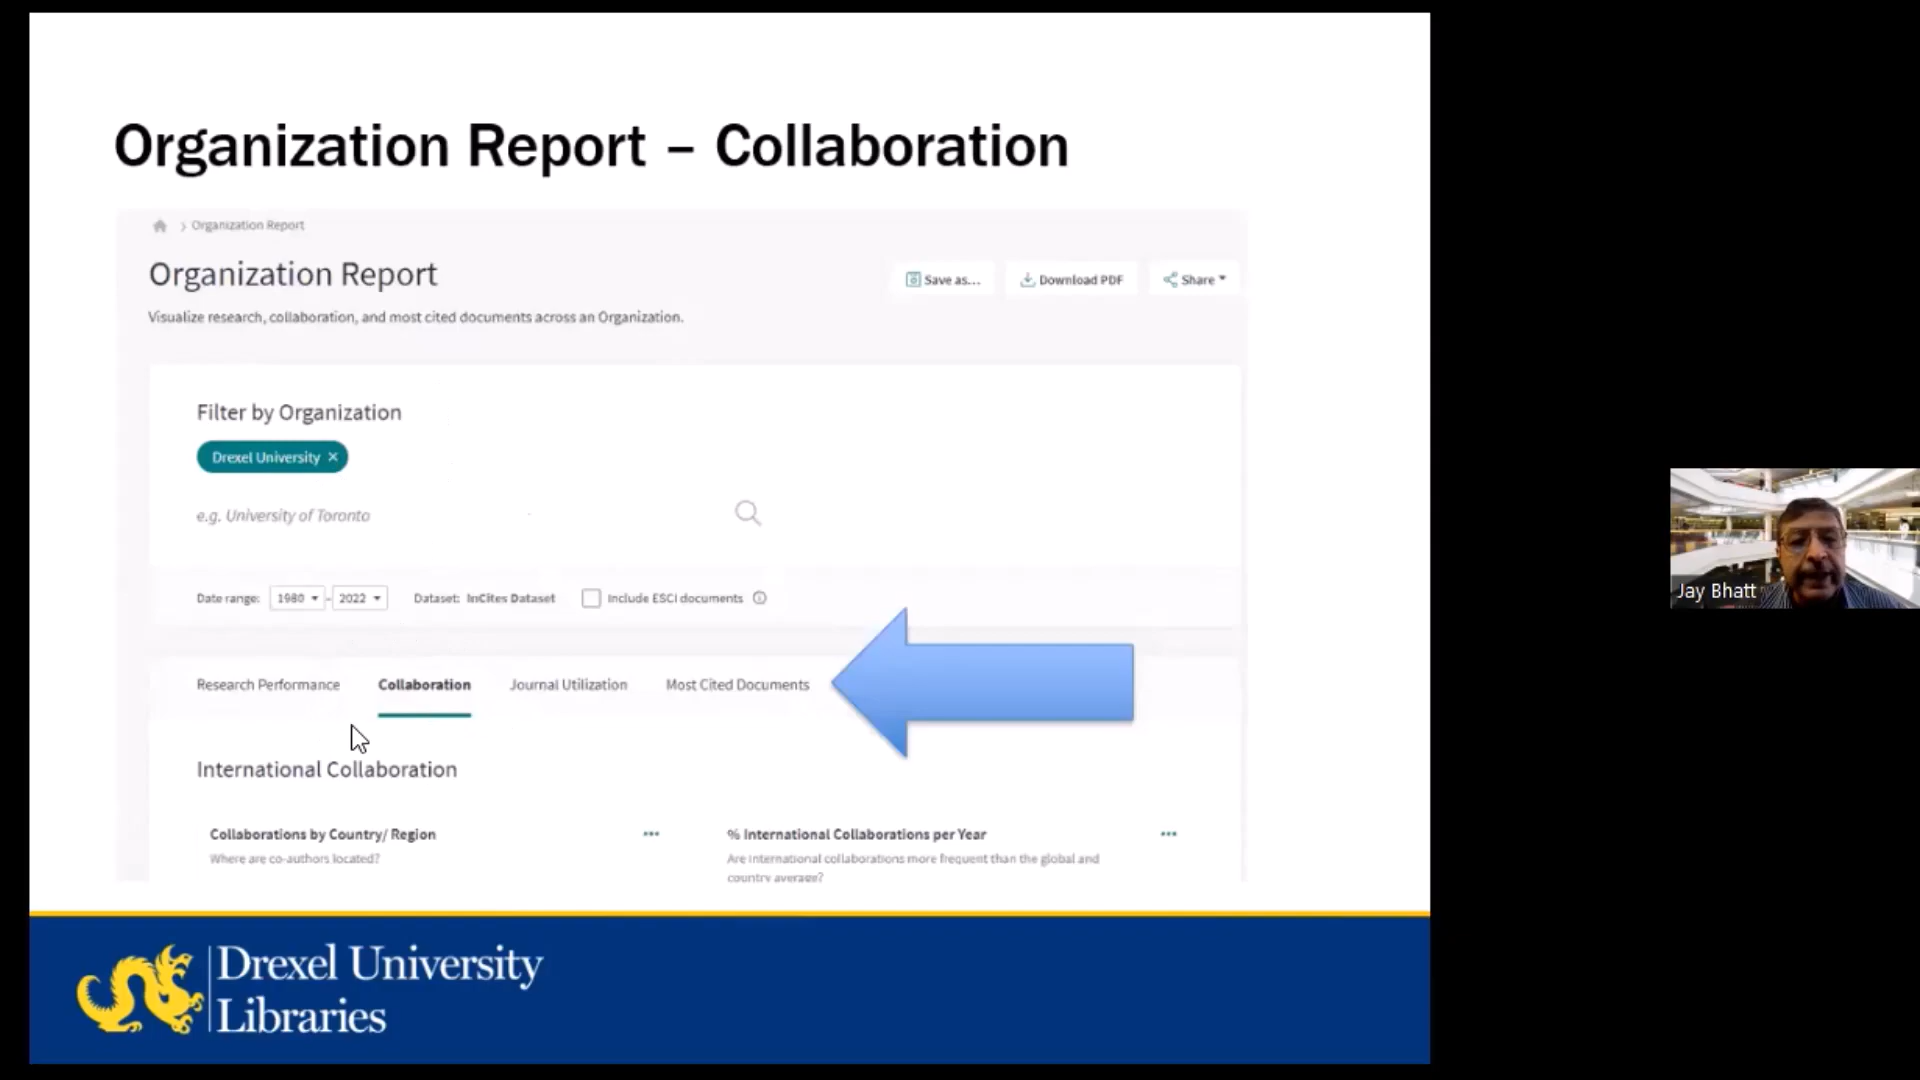 Organization Report – Collaboration
Organization Report
Organization Report
Save as...
Download PDF
Share
Visualize research, collaboration, and most cited documents across an Organization.
Filter by Organization
Drexel University ×
e.g. University of Toronto
Date range: 1980 - 2022 Dataset: InCites Dataset Include ESCI documents
Research Performance Collaboration Journal Utilization Most Cited Documents
International Collaboration
Collaborations by Country/ Region
Where are co-authors located?
% International Collaborations per Year
Are international collaborations more frequent than the global and
country average?
Jay Bhatt
Drexel University
Libraries